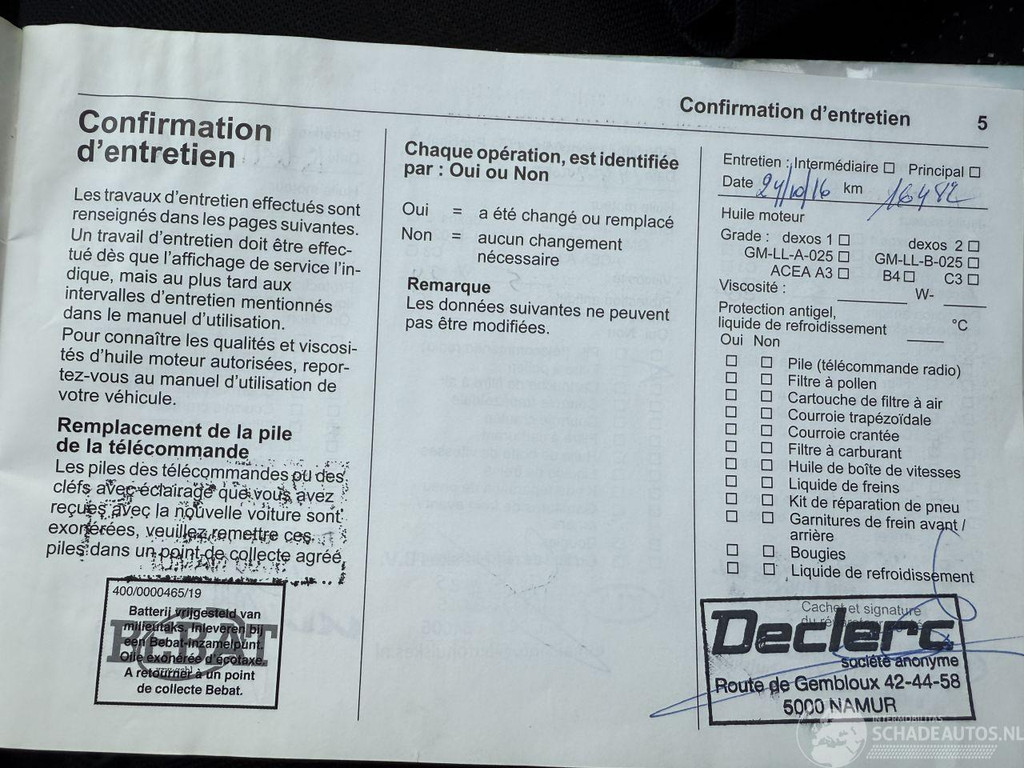 Confirmation d'entretien 5
Confirmation
d'entretien
Les travaux d'entretien effectués sont
renseignés dans les pages suivantes.
Un travail d'entretien doit être effec-
tué dès que l'affichage de service l'in-
dique, mais au plus tard aux
intervalles d'entretien mentionnés
dans le manuel d'utilisation.
Pour connaître les qualités et viscosi-
tés d'huile moteur autorisées, repor-
tez-vous au manuel d'utilisation de
votre véhicule.
Remplacement de la pile
de la télécommande
Les piles des télécommandes ou des
cléfs avec éclairage que vous avez
reçues avec la nouvelle voiture sont
exonérées, veuillez remettre ces
piles dans un point de collecte agréé
400/0000465/19
Batterij vrijgesteld van
milieutaks. Inleveren bij
een Bebat-inzamelpunt.
Qile exonérée d'écotaxe.
A retourner à un point
de collecte Bebat.
BEBAT
Chaque opération, est identifiée
par : Oui ou Non
Oui = a été changé ou remplacé
Non = aucun changement
nécessaire
Remarque
Les données suivantes ne peuvent
pas être modifiées.
Entretien : Intermédiaire ☐ Principal ☐
Date 24/10/16 km 16482
Huile moteur
Grade : dexos 1 ☐ dexos 2 ☐
GM-LL-A-025 ☐ GM-LL-B-025 ☐
ACEA A3 ☐ B4 ☐ C3 ☐
Viscosité : W-
Protection antigel,
liquide de refroidissement °C
Oui Non
☐ ☐ Pile (télécommande radio)
☐ ☐ Filtre à pollen
☐ ☐ Cartouche de filtre à air
☐ ☐ Courroie trapézoïdale
☐ ☐ Courroie crantée
☐ ☐ Filtre à carburant
☐ ☐ Huile de boîte de vitesses
☐ ☐ Liquide de freins
☐ ☐ Kit de réparation de pneu
☐ ☐ Garnitures de frein avant /
arrière
☐ ☐ Bougies
☐ ☐ Liquide de refroidissement
Cachet et signature
Declerc
société anonyme
Route de Gembloux 42-44-58
5000 NAMUR
INTERMOBILITAS
SCHADEAUTOS.NL